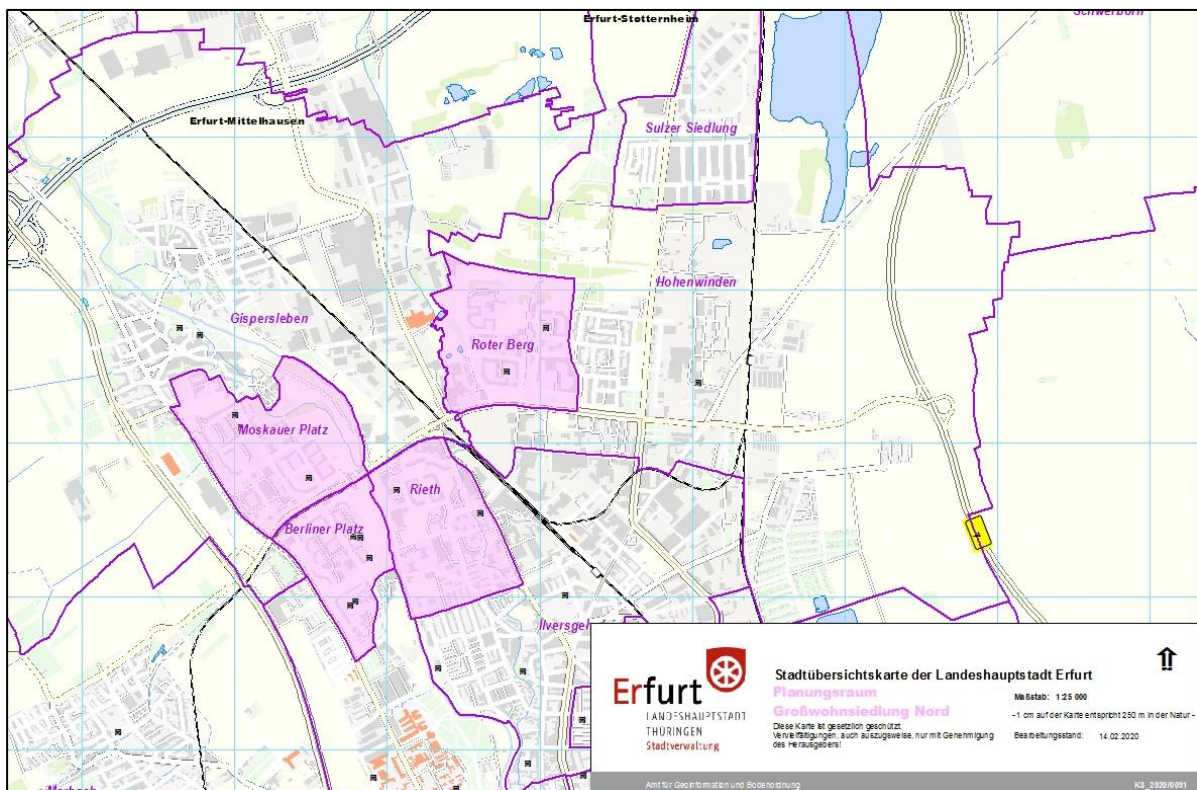 Erfurt-Stotternheim
Schwerborn
Erfurt-Mittelhausen
Sulzer Siedlung
Hohenwinden
Gispersleben
Roter Berg
Moskauer Platz
Rieth
Berliner Platz
Ilversge
Marbach
Erfurt
LANDESHAUPTSTADT
THÜRINGEN
Stadtverwaltung
Stadtübersichtskarte der Landeshauptstadt Erfurt
Planungsraum
Großwohnsiedlung Nord
Maßstab: 1:25 000
- 1 cm auf der Karte entspricht 250 m in der Natur -
Diese Karte ist gesetzlich geschützt.
Vervielfältigungen, auch auszugsweise, nur mit Genehmigung
des Herausgebers!
Bearbeitungsstand: 14.02.2020
Amt für Geoinformation und Bodenordnung
KS_2020/0091